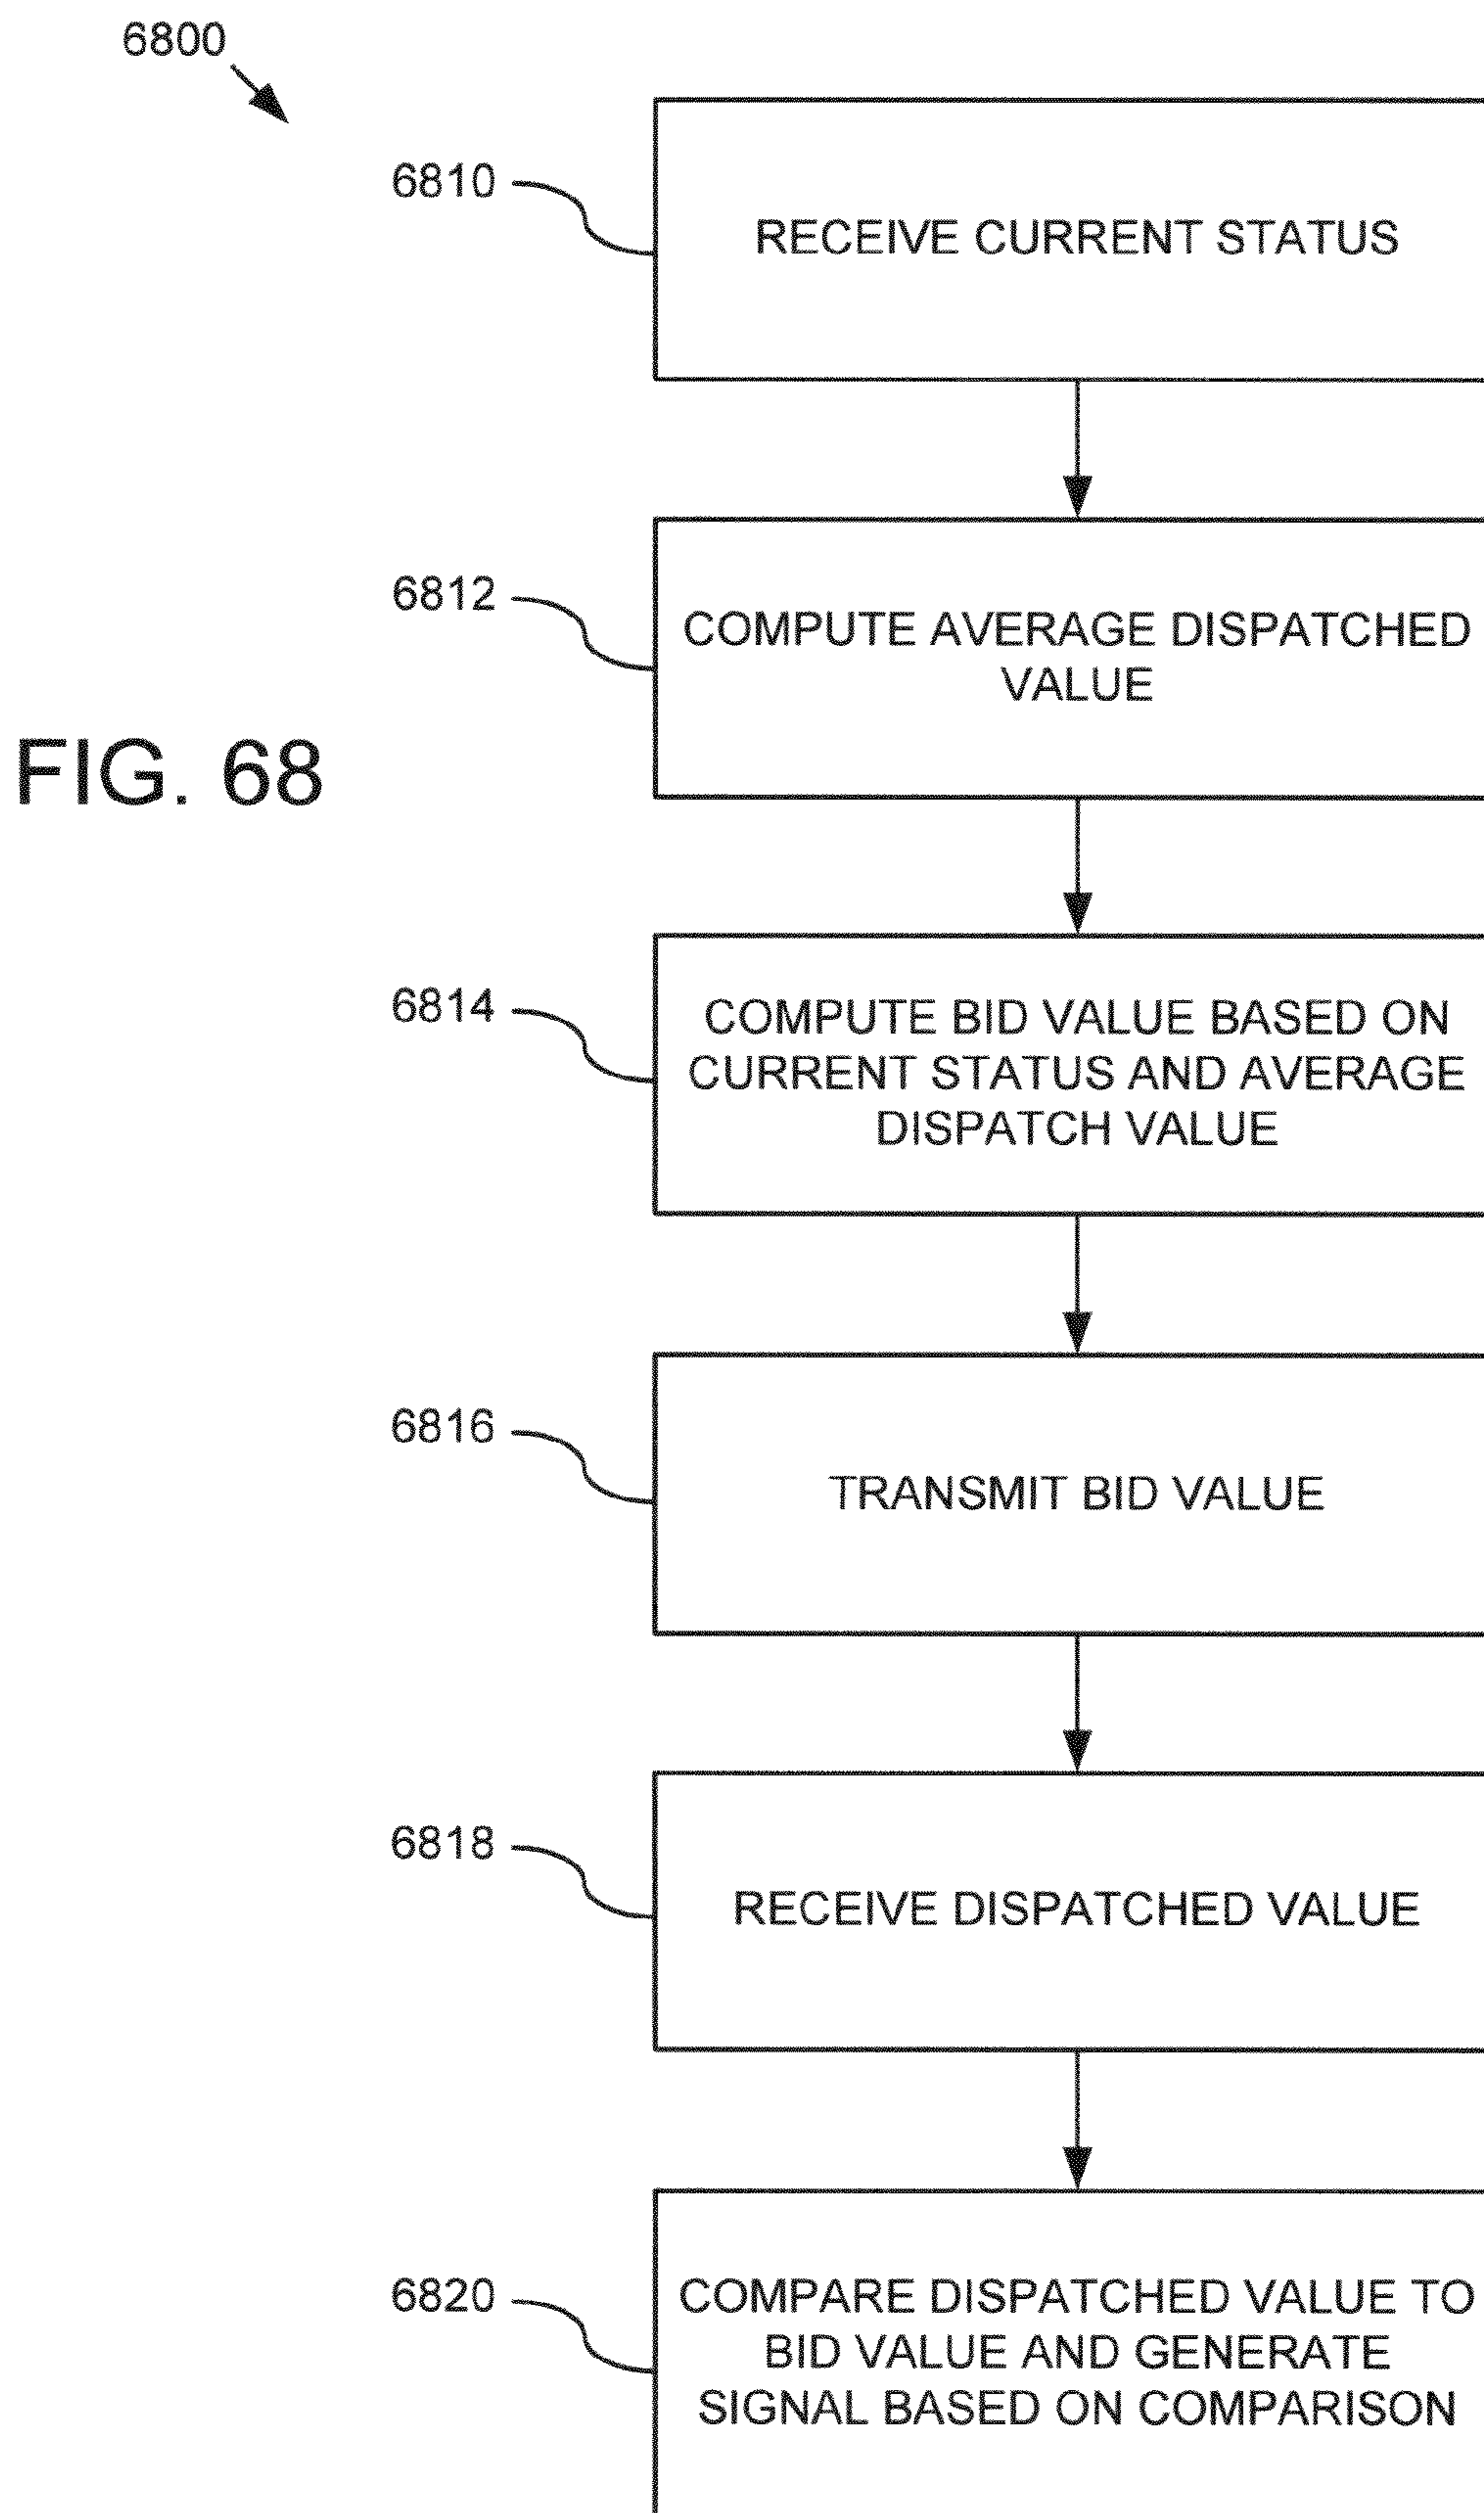 6800
6810
RECEIVE CURRENT STATUS
6812
COMPUTE AVERAGE DISPATCHED
VALUE
FIG. 68
6814
COMPUTE BID VALUE BASED ON
CURRENT STATUS AND AVERAGE
DISPATCH VALUE
6816
TRANSMIT BID VALUE
6818
RECEIVE DISPATCHED VALUE
6820
COMPARE DISPATCHED VALUE TO
BID VALUE AND GENERATE
SIGNAL BASED ON COMPARISON